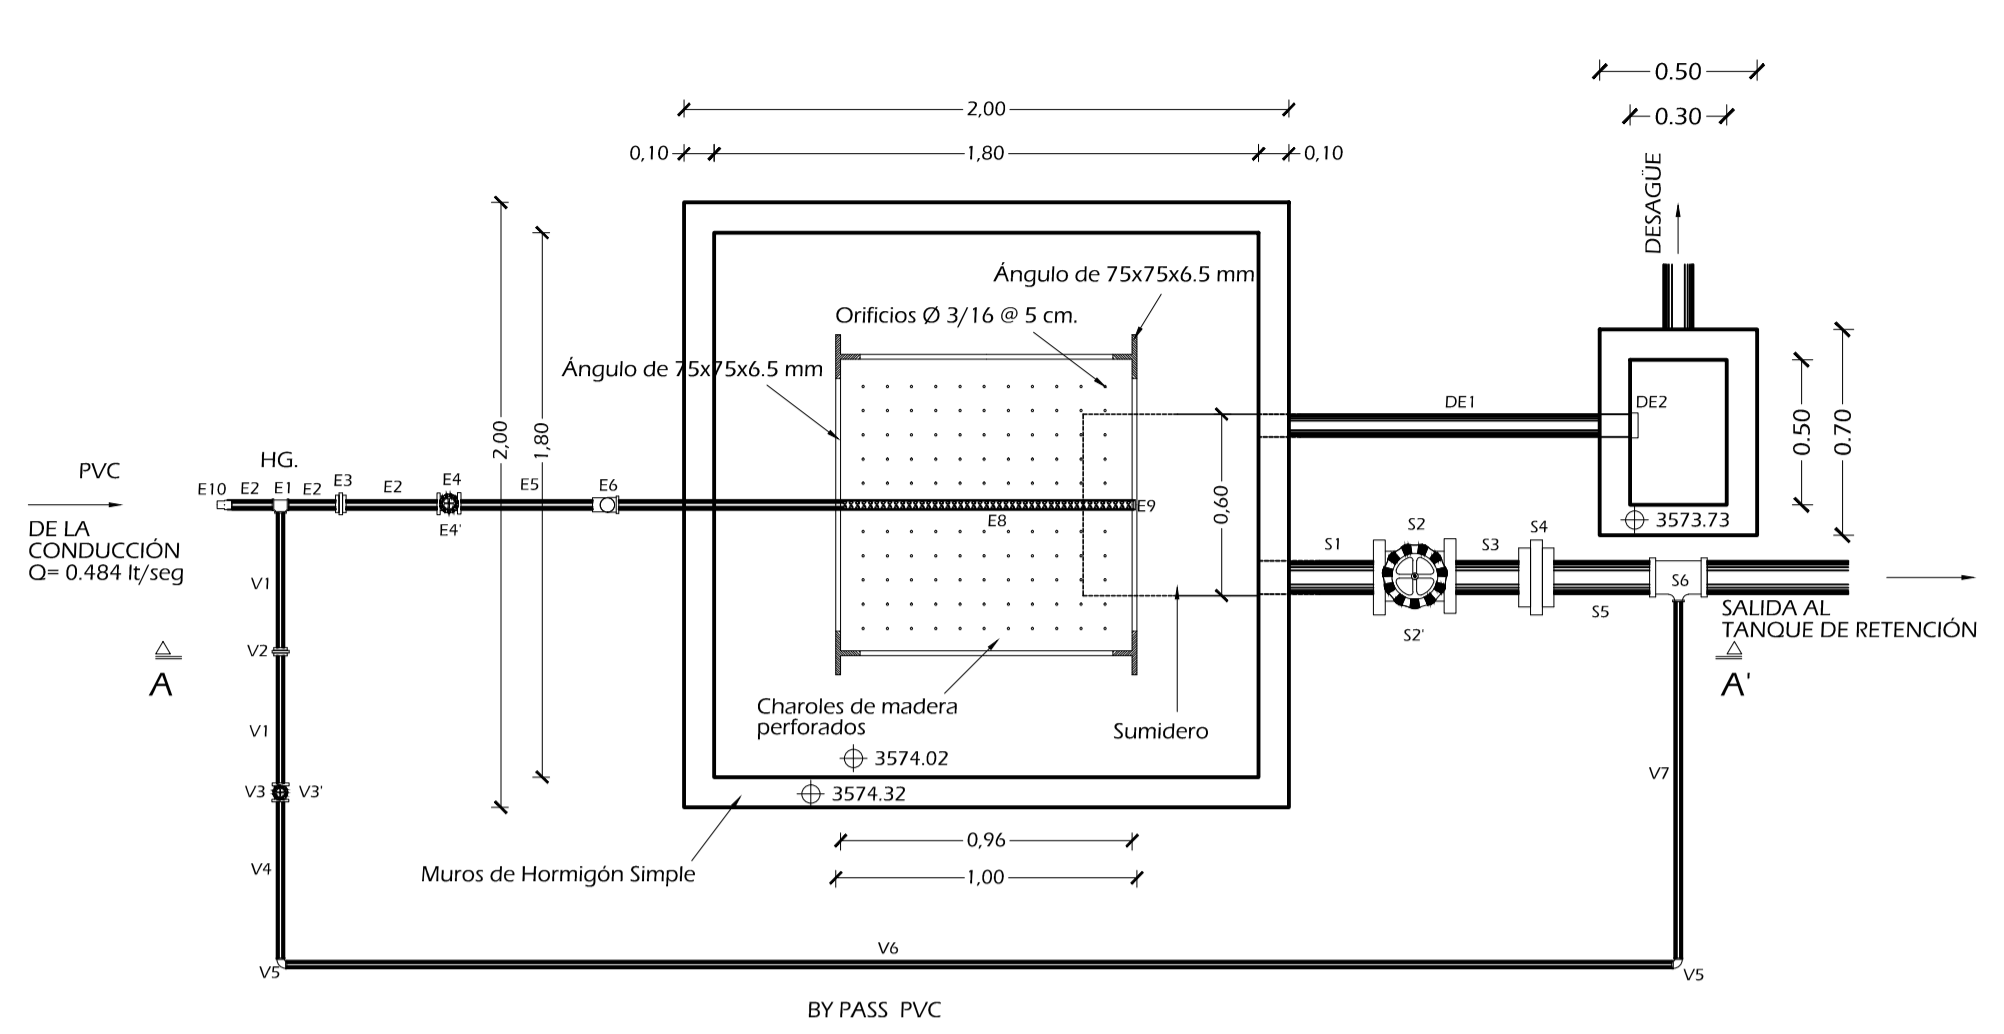 0.50
0.30
2,00
0,10
1,80
0,10
DESAGÜE
Ángulo de 75x75x6.5 mm
Orificios Ø 3/16 @ 5 cm.
Ángulo de 75x75x6.5 mm
2,00
1,80
DE1
DE2
0.50
0.70
PVC
HG.
E10
E2
E1
E2
E3
E2
E4
E4'
E5
E6
E8
E9
0,60
3573.73
DE LA
CONDUCCIÓN
Q= 0.484 lt/seg
S1
S2
S2'
S3
S4
S5
S6
SALIDA AL
TANQUE DE RETENCIÓN
V1
V2
A
A'
Charoles de madera
perforados
Sumidero
V1
3574.02
V3
V3'
3574.32
V7
0,96
V4
Muros de Hormigón Simple
1,00
V6
V5
V5
BY PASS PVC